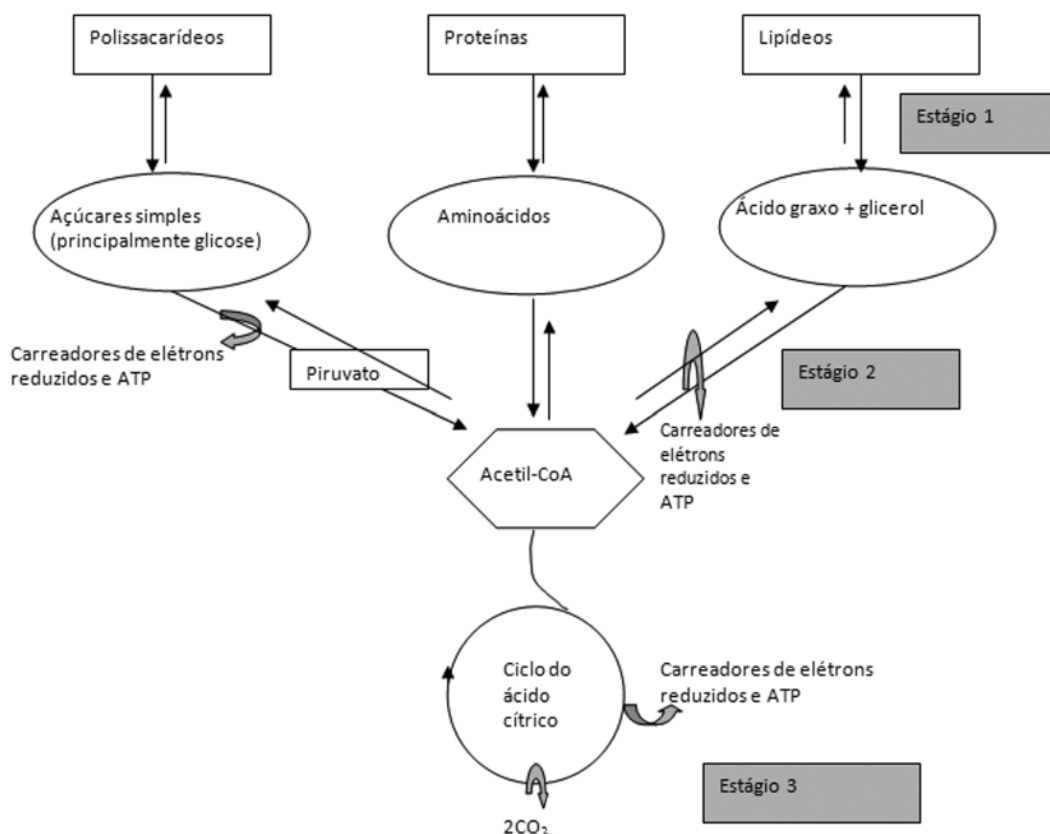 Polissacarídeos
Proteínas
Lipídeos
Estágio 1
Açúcares simples
(principalmente glicose)
Aminoácidos
Ácido graxo + glicerol
Carreadores de elétrons
reduzidos e ATP
Piruvato
Estágio 2
Carreadores de
elétrons
reduzidos e
ATP
Acetil-CoA
Ciclo do
ácido
cítrico
Carreadores de elétrons
reduzidos e ATP
Estágio 3
2CO₂